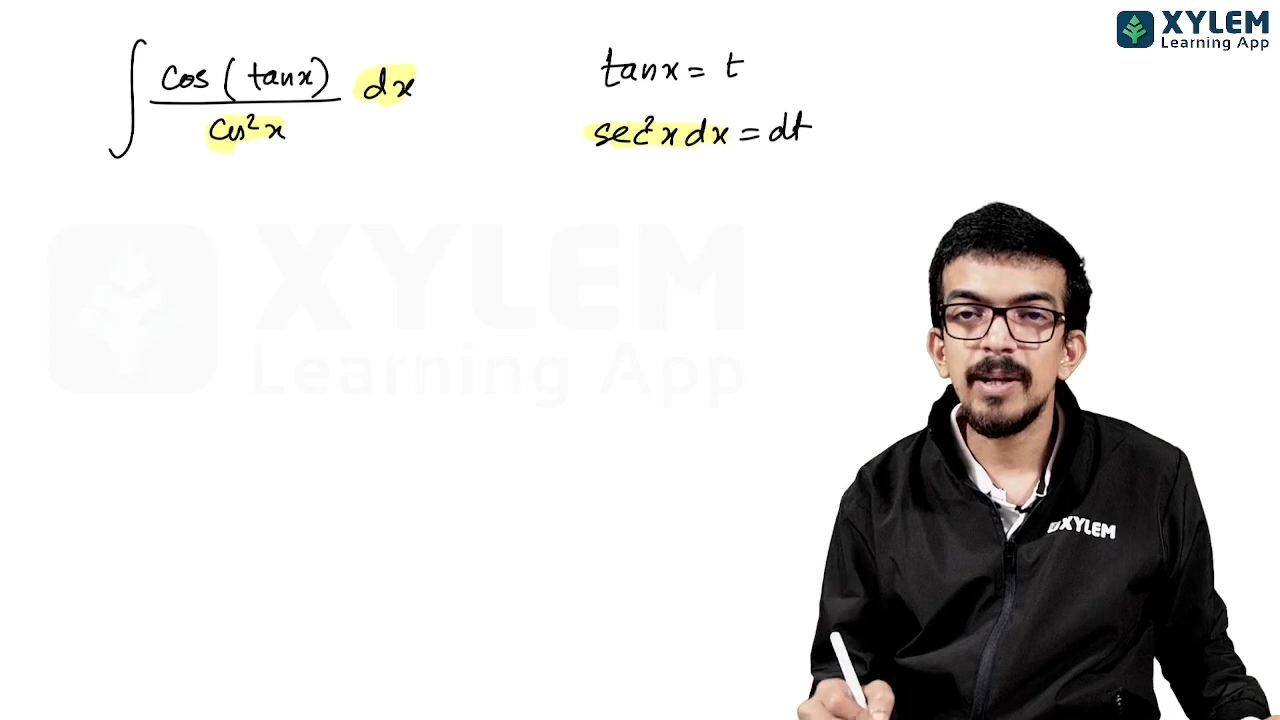 ∫ cos (tanx) / cos²x dx
tanx = t
sec²x dx = dt
XYLEM
Learning App
XYLEM
Learning App
XYLEM